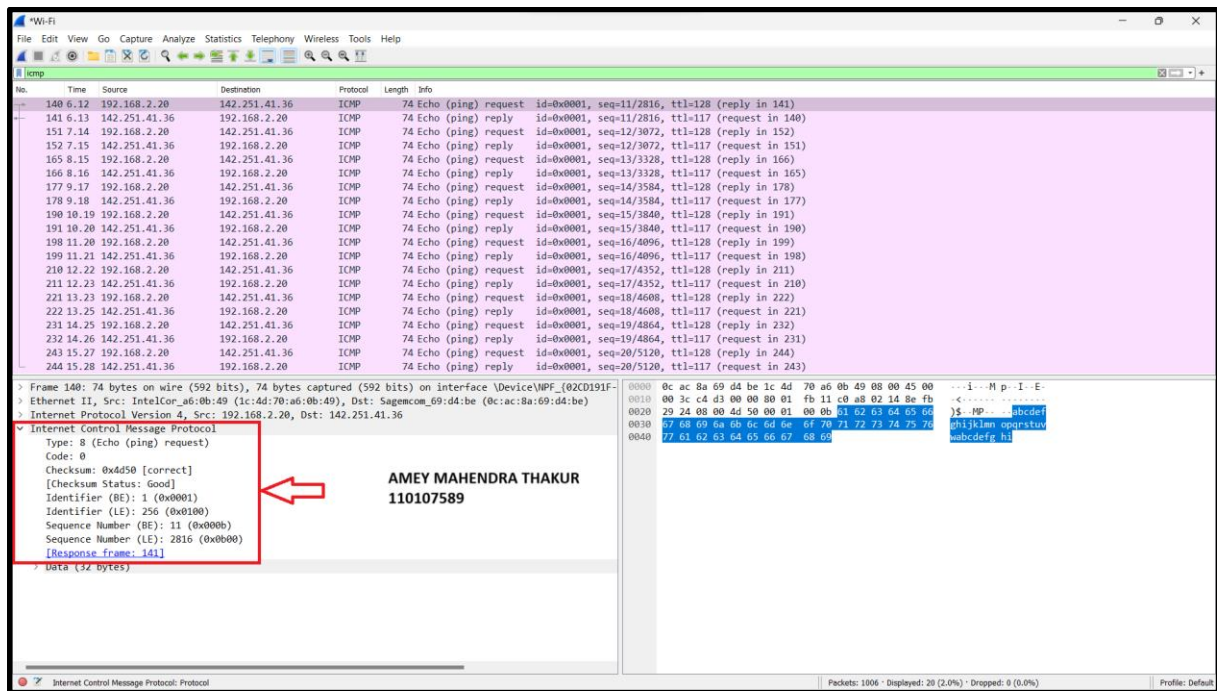 *Wi-Fi
File Edit View Go Capture Analyze Statistics Telephony Wireless Tools Help
icmp
No. Time Source Destination Protocol Length Info
140 6.12 192.168.2.20 142.251.41.36 ICMP 74 Echo (ping) request id=0x0001, seq=11/2816, ttl=128 (reply in 141)
141 6.13 142.251.41.36 192.168.2.20 ICMP 74 Echo (ping) reply id=0x0001, seq=11/2816, ttl=117 (request in 140)
151 7.14 192.168.2.20 142.251.41.36 ICMP 74 Echo (ping) request id=0x0001, seq=12/3072, ttl=128 (reply in 152)
152 7.15 142.251.41.36 192.168.2.20 ICMP 74 Echo (ping) reply id=0x0001, seq=12/3072, ttl=117 (request in 151)
165 8.15 192.168.2.20 142.251.41.36 ICMP 74 Echo (ping) request id=0x0001, seq=13/3328, ttl=128 (reply in 166)
166 8.16 142.251.41.36 192.168.2.20 ICMP 74 Echo (ping) reply id=0x0001, seq=13/3328, ttl=117 (request in 165)
177 9.17 192.168.2.20 142.251.41.36 ICMP 74 Echo (ping) request id=0x0001, seq=14/3584, ttl=128 (reply in 178)
178 9.18 142.251.41.36 192.168.2.20 ICMP 74 Echo (ping) reply id=0x0001, seq=14/3584, ttl=117 (request in 177)
190 10.19 192.168.2.20 142.251.41.36 ICMP 74 Echo (ping) request id=0x0001, seq=15/3840, ttl=128 (reply in 191)
191 10.20 142.251.41.36 192.168.2.20 ICMP 74 Echo (ping) reply id=0x0001, seq=15/3840, ttl=117 (request in 190)
198 11.20 192.168.2.20 142.251.41.36 ICMP 74 Echo (ping) request id=0x0001, seq=16/4096, ttl=128 (reply in 199)
199 11.21 142.251.41.36 192.168.2.20 ICMP 74 Echo (ping) reply id=0x0001, seq=16/4096, ttl=117 (request in 198)
210 12.22 192.168.2.20 142.251.41.36 ICMP 74 Echo (ping) request id=0x0001, seq=17/4352, ttl=128 (reply in 211)
211 12.23 142.251.41.36 192.168.2.20 ICMP 74 Echo (ping) reply id=0x0001, seq=17/4352, ttl=117 (request in 210)
221 13.23 192.168.2.20 142.251.41.36 ICMP 74 Echo (ping) request id=0x0001, seq=18/4608, ttl=128 (reply in 222)
222 13.25 142.251.41.36 192.168.2.20 ICMP 74 Echo (ping) reply id=0x0001, seq=18/4608, ttl=117 (request in 221)
231 14.25 192.168.2.20 142.251.41.36 ICMP 74 Echo (ping) request id=0x0001, seq=19/4864, ttl=128 (reply in 232)
232 14.26 142.251.41.36 192.168.2.20 ICMP 74 Echo (ping) reply id=0x0001, seq=19/4864, ttl=117 (request in 231)
243 15.27 192.168.2.20 142.251.41.36 ICMP 74 Echo (ping) request id=0x0001, seq=20/5120, ttl=128 (reply in 244)
244 15.28 142.251.41.36 192.168.2.20 ICMP 74 Echo (ping) reply id=0x0001, seq=20/5120, ttl=117 (request in 243)
> Frame 140: 74 bytes on wire (592 bits), 74 bytes captured (592 bits) on interface \Device\NPF_{02CD191F-
> Ethernet II, Src: IntelCor_a6:0b:49 (1c:4d:70:a6:0b:49), Dst: Sagemcom_69:d4:be (0c:ac:8a:69:d4:be)
> Internet Protocol Version 4, Src: 192.168.2.20, Dst: 142.251.41.36
Internet Control Message Protocol
Type: 8 (Echo (ping) request)
Code: 0
Checksum: 0x4d50 [correct]
[Checksum Status: Good]
Identifier (BE): 1 (0x0001)
Identifier (LE): 256 (0x0100)
Sequence Number (BE): 11 (0x000b)
Sequence Number (LE): 2816 (0x0b00)
[Response frame: 141]
> Data (32 bytes)
AMEY MAHENDRA THAKUR
110107589
0000 0c ac 8a 69 d4 be 1c 4d 70 a6 0b 49 08 00 45 00 ···i···M p··I··E·
0010 00 3c c4 d3 00 00 80 01 fb 11 c0 a8 02 14 8e fb ·<······ ········
0020 29 24 08 00 4d 50 00 01 00 0b 61 62 63 64 65 66 )$··MP·· ··abcdef
0030 67 68 69 6a 6b 6c 6d 6e 6f 70 71 72 73 74 75 76 ghijklmn opqrstuv
0040 77 61 62 63 64 65 66 67 68 69 wabcdefg hi
Internet Control Message Protocol: Protocol
Packets: 1006 · Displayed: 20 (2.0%) · Dropped: 0 (0.0%)
Profile: Default